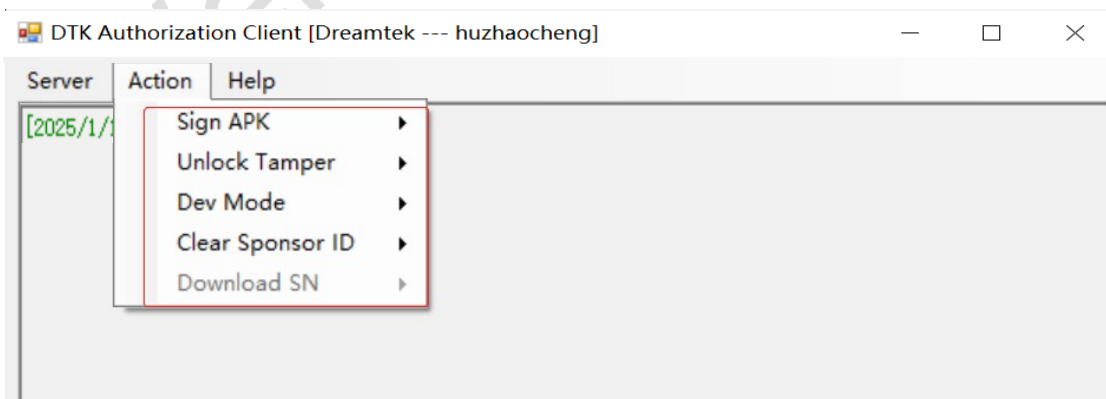 DTK Authorization Client [Dreamtek --- huzhaocheng]
Server Action Help
[2025/1/1
Sign APK
Unlock Tamper
Dev Mode
Clear Sponsor ID
Download SN